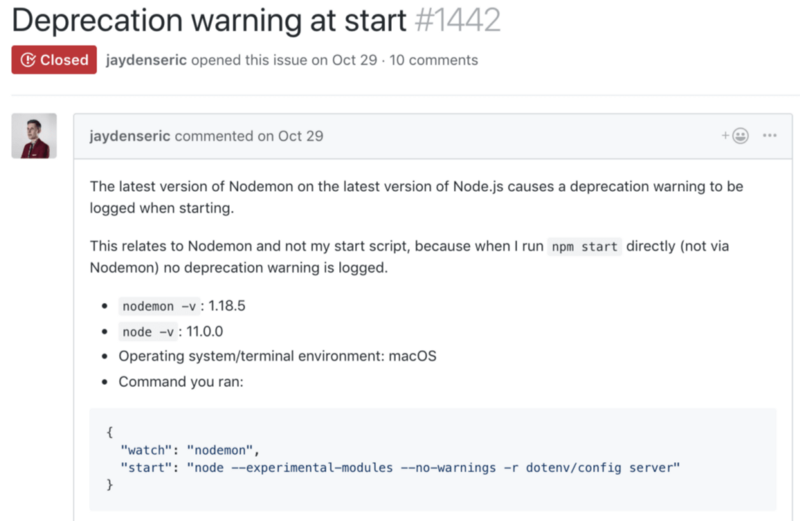 Deprecation warning at start #1442
Closed jaydenseric opened this issue on Oct 29 · 10 comments
jaydenseric commented on Oct 29
The latest version of Nodemon on the latest version of Node.js causes a deprecation warning to be
logged when starting.
This relates to Nodemon and not my start script, because when I run npm start directly (not via
Nodemon) no deprecation warning is logged.
• nodemon -v: 1.18.5
• node -v: 11.0.0
• Operating system/terminal environment: macOS
• Command you ran:
{
"watch": "nodemon",
"start": "node --experimental-modules --no-warnings -r dotenv/config server"
}